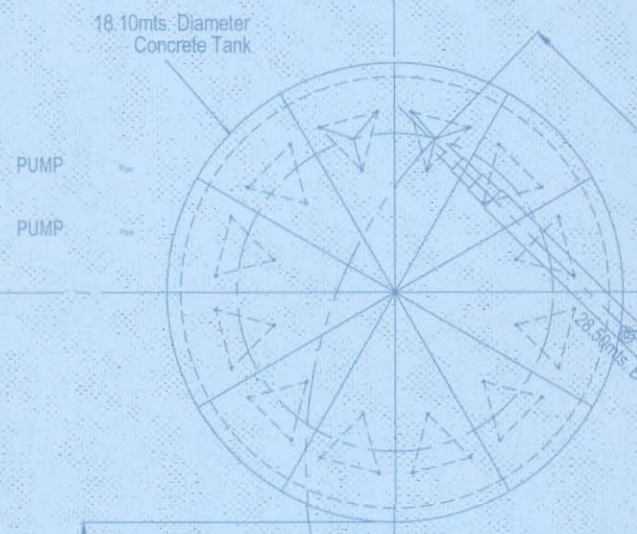 18.10mts. Diameter
Concrete Tank
PUMP
PUMP
28.50mts.